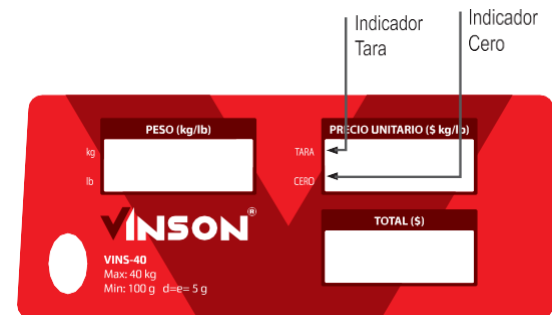 Indicador
Tara
Indicador
Cero
PESO (kg/lb)
PRECIO UNITARIO ($ kg/lb)
kg
TARA
lb
CERO
VINSON®
TOTAL ($)
VINS-40
Max: 40 kg
Min: 100 g d=e= 5 g